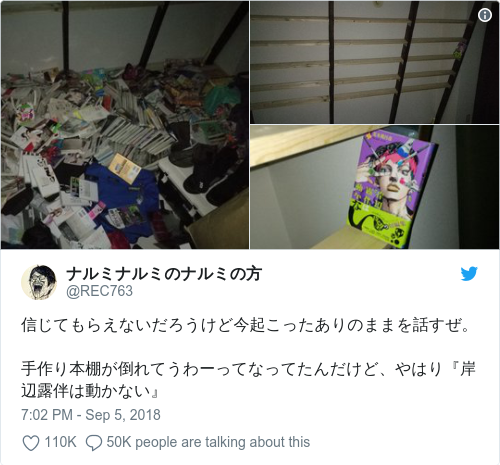 ナルミナルミのナルミの方
@REC763
信じてもらえないだろうけど今起こったありのままを話すぜ。
手作り本棚が倒れてうわーってなってたんだけど、やはり『岸
辺露伴は動かない』
7:02 PM - Sep 5, 2018
110K
50K people are talking about this